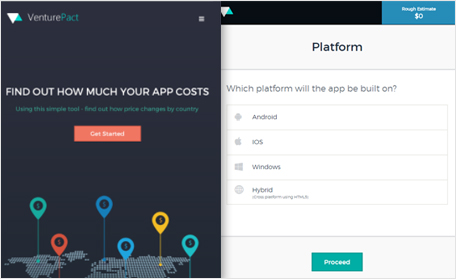 VenturePact
FIND OUT HOW MUCH YOUR APP COSTS
Using this simple tool - find out how price changes by country
Get Started
$ $ $ $ $ $
Rough Estimate
$0
Platform
Which platform will the app be built on?
Android
IOS
Windows
Hybrid
(cross platform using HTML5)
Proceed